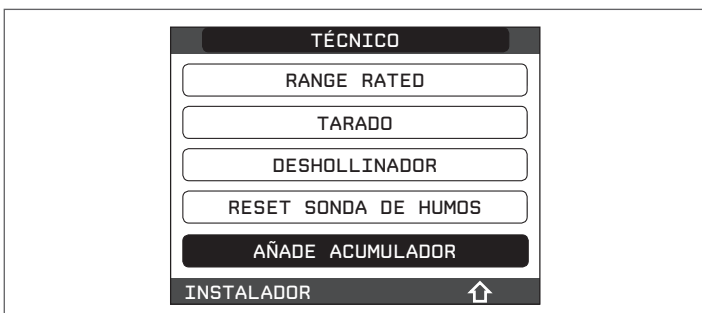 TÉCNICO
RANGE RATED
TARADO
DESHOLLINADOR
RESET SONDA DE HUMOS
AÑADE ACUMULADOR
INSTALADOR